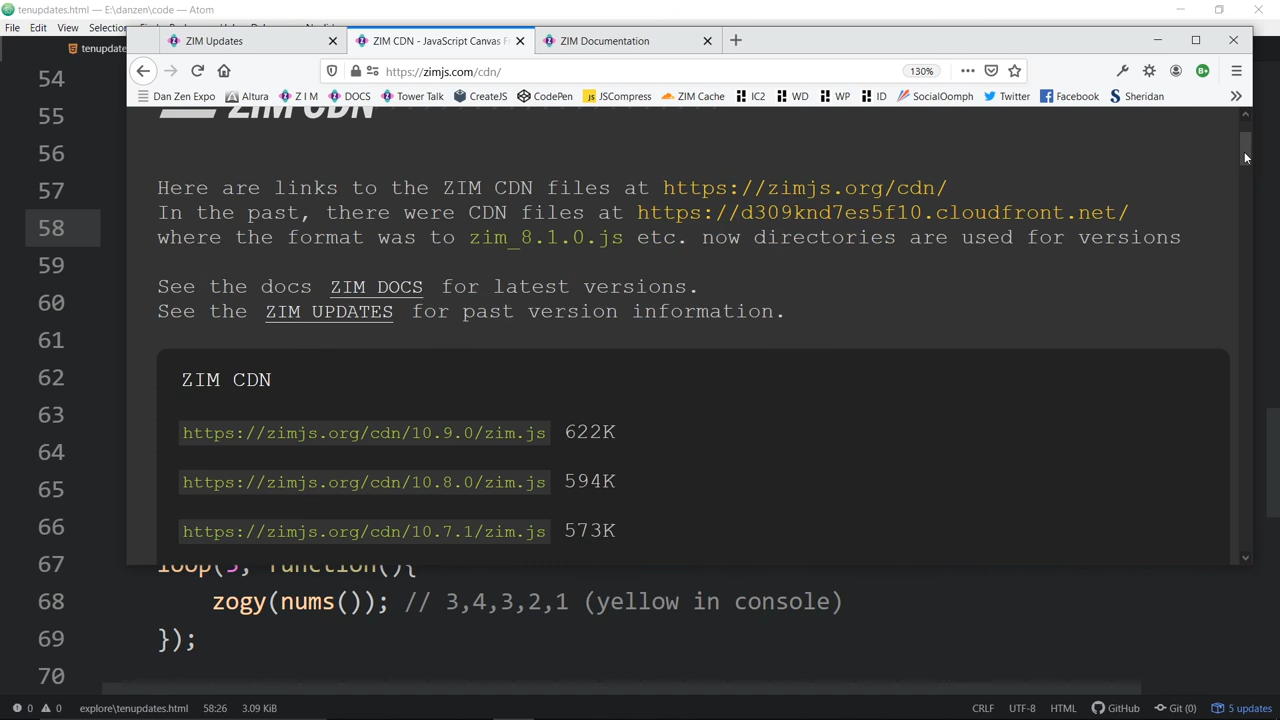 tenupdates.html — E:\danzen\code — Atom
File Edit View Selection
tenupdate
ZIM Updates
ZIM CDN - JavaScript Canvas F
ZIM Documentation
https://zimjs.com/cdn/
130%
Dan Zen Expo Altura Z I M DOCS Tower Talk CreateJS CodePen JSCompress ZIM Cache IC2 WD WP ID SocialOomph Twitter Facebook Sheridan
ZIM CDN
Here are links to the ZIM CDN files at https://zimjs.org/cdn/
In the past, there were CDN files at https://d309knd7es5f10.cloudfront.net/
where the format was to zim_8.1.0.js etc. now directories are used for versions
See the docs ZIM DOCS for latest versions.
See the ZIM UPDATES for past version information.
ZIM CDN
https://zimjs.org/cdn/10.9.0/zim.js 622K
https://zimjs.org/cdn/10.8.0/zim.js 594K
https://zimjs.org/cdn/10.7.1/zim.js 573K
54
55
56
57
58
59
60
61
62
63
64
65
66
67 loop(5, function(){
68 zogy(nums()); // 3,4,3,2,1 (yellow in console)
69 });
70
0 0 explore\tenupdates.html 58:26 3.09 KiB CRLF UTF-8 HTML GitHub Git (0) 5 updates